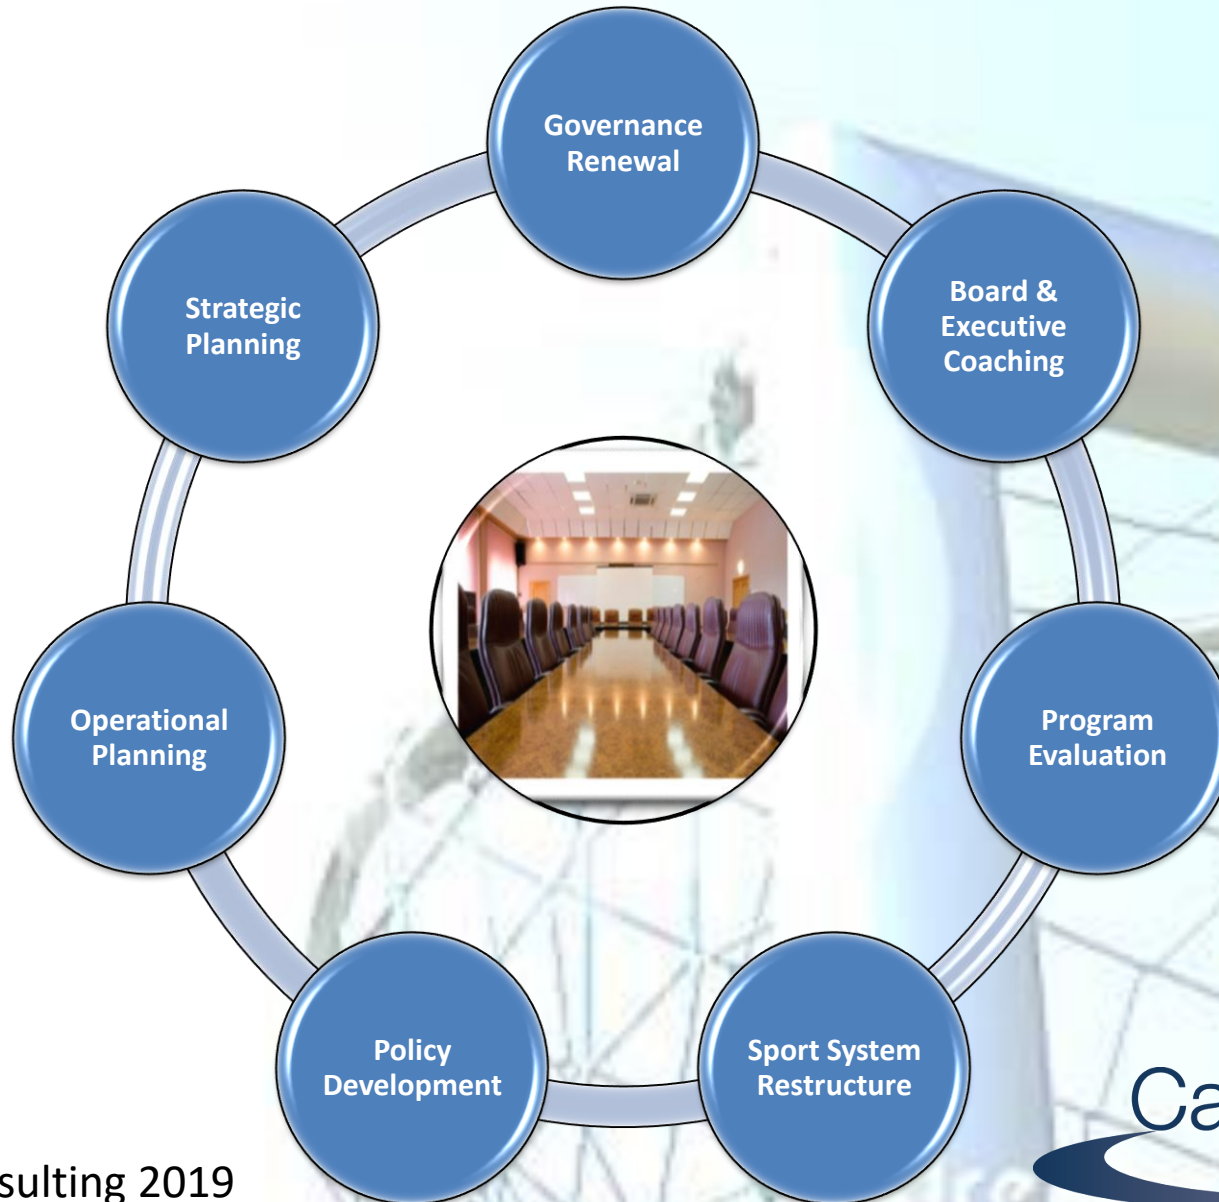 Governance
Renewal
Board &
Executive
Coaching
Program
Evaluation
Sport System
Restructure
Policy
Development
Operational
Planning
Strategic
Planning
sulting 2019
Ca